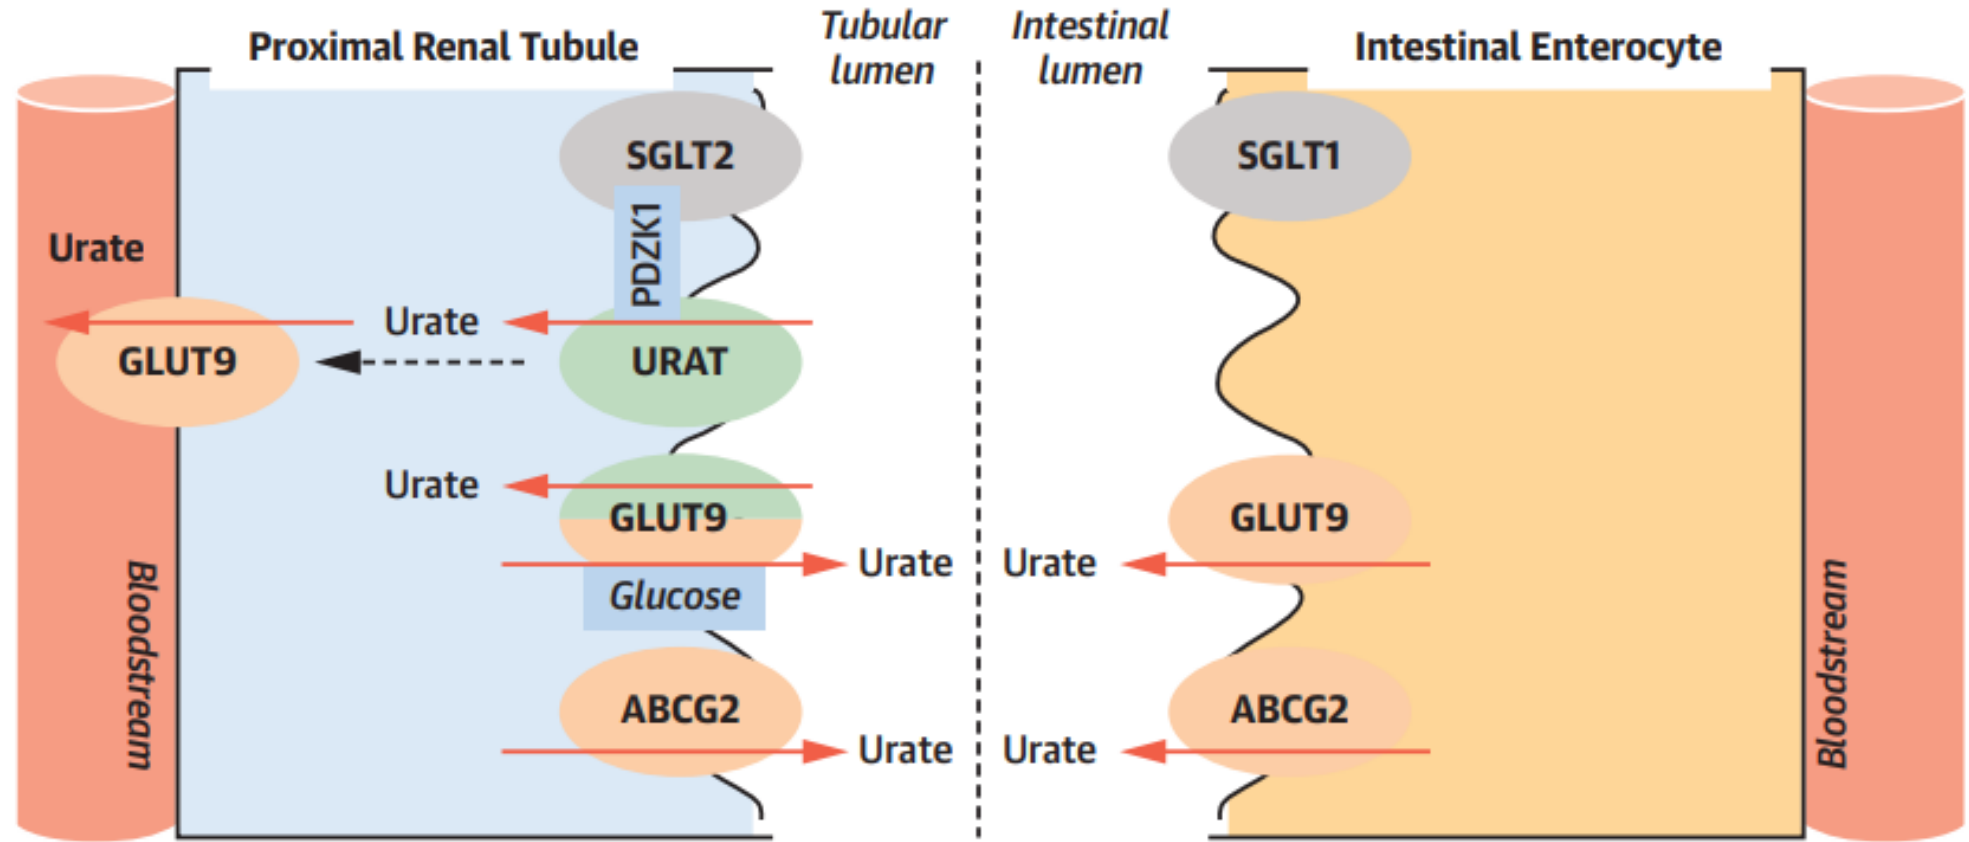 Proximal Renal Tubule
Tubular
lumen
Intestinal
lumen
Intestinal Enterocyte
SGLT2
PDZK1
Urate
Urate
GLUT9
URAT
Urate
GLUT9
Urate
Glucose
ABCG2
Urate
Bloodstream
SGLT1
GLUT9
Urate
ABCG2
Urate
Bloodstream